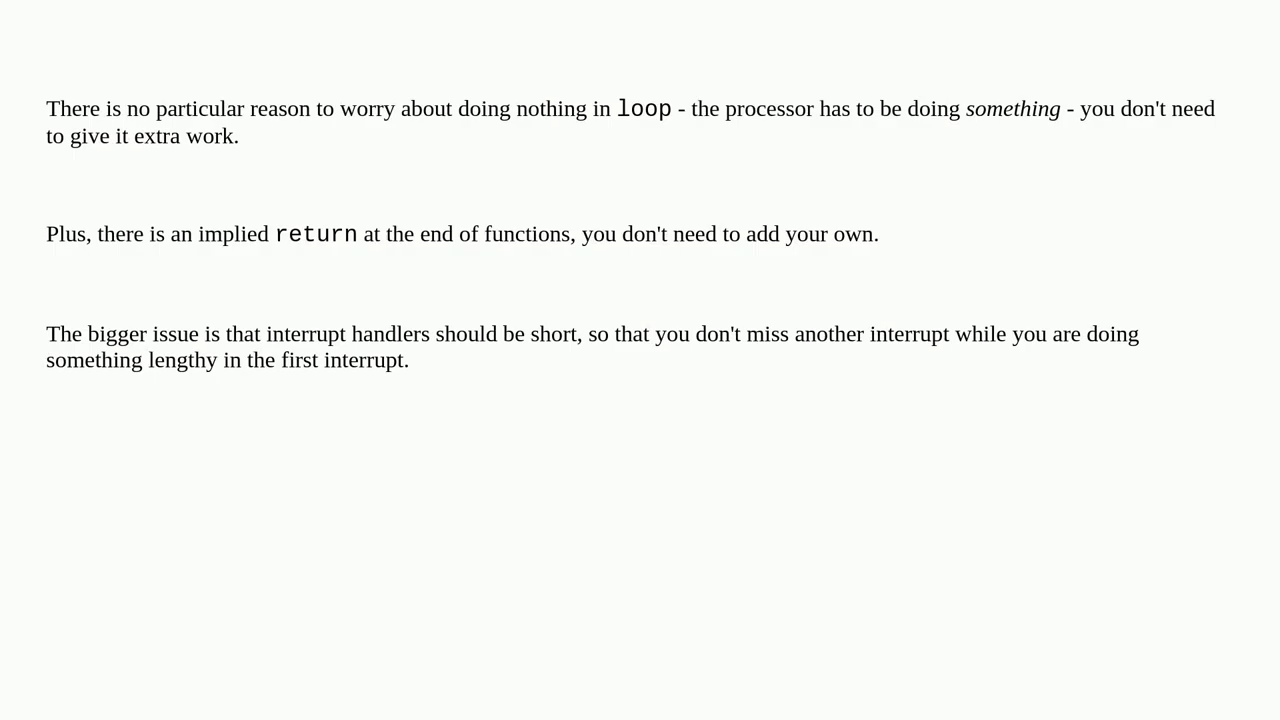 There is no particular reason to worry about doing nothing in loop - the processor has to be doing something - you don't need
to give it extra work.
Plus, there is an implied return at the end of functions, you don't need to add your own.
The bigger issue is that interrupt handlers should be short, so that you don't miss another interrupt while you are doing
something lengthy in the first interrupt.